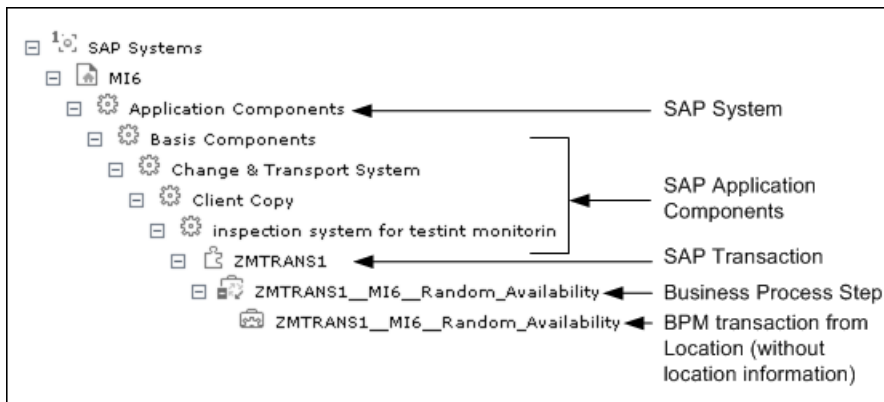 1 SAP Systems
MI6
Application Components
SAP System
Basis Components
Change & Transport System
SAP Application
Components
Client Copy
inspection system for testint monitorin
ZMTRANS1
SAP Transaction
ZMTRANS1__MI6__Random_Availability
Business Process Step
ZMTRANS1__MI6__Random_Availability
BPM transaction from
Location (without
location information)